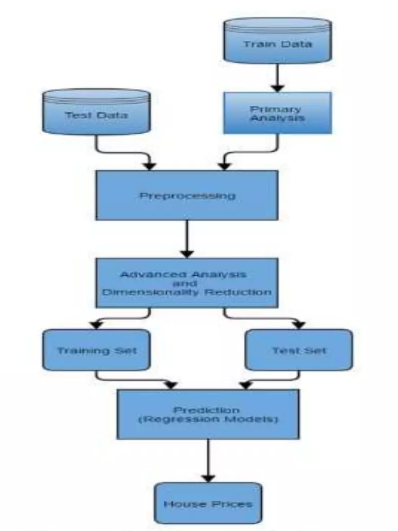 Train Data
Test Data
Primary
Analysis
Preprocessing
Advanced Analysis
and
Dimensionality Reduction
Training Set
Test Set
Prediction
(Regression Models)
House Prices